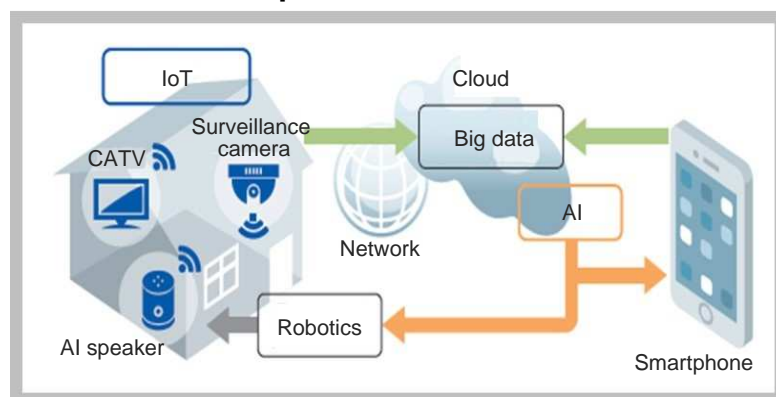 IoT
Cloud
Surveillance
camera
CATV
Big data
AI
Network
Robotics
AI speaker
Smartphone